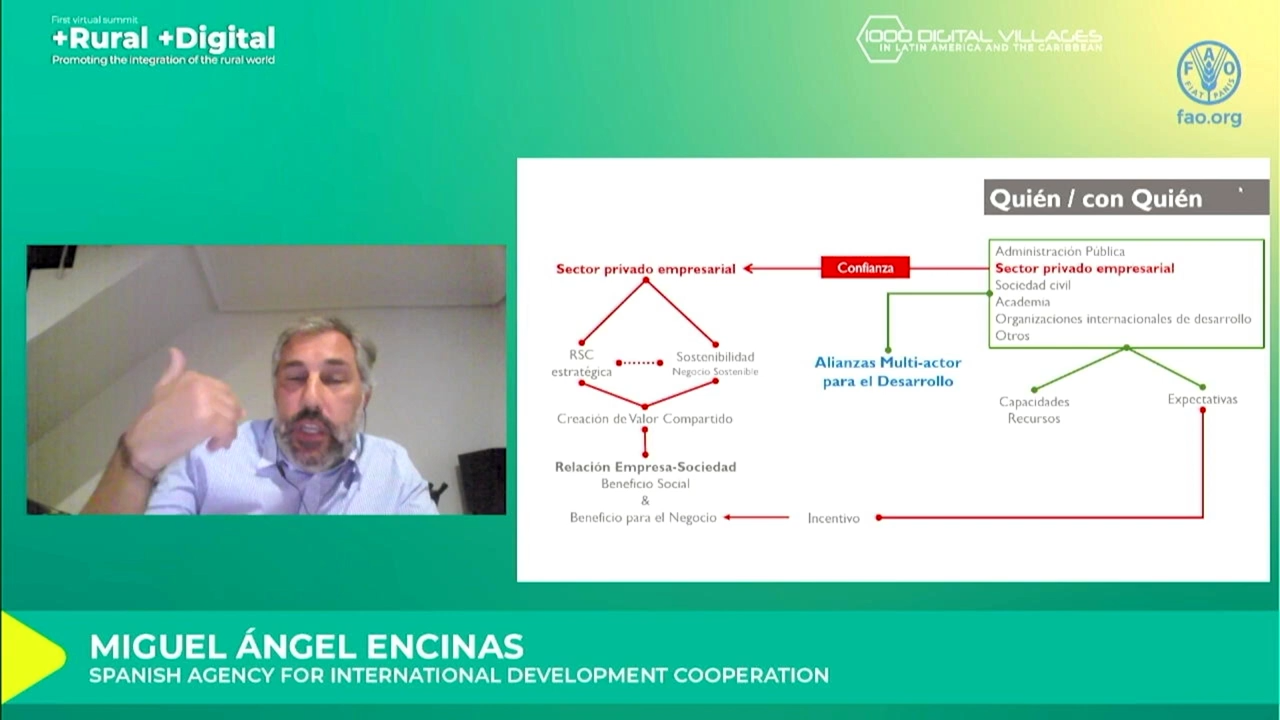 First virtual summit
+Rural +Digital
Promoting the integration of the rural world
1000 DIGITAL VILLAGES
IN LATIN AMERICA AND THE CARIBBEAN
FAO
FIAT PANIS
fao.org
Quién / con Quién
Administración Pública
Sector privado empresarial
Sociedad civil
Academia
Organizaciones internacionales de desarrollo
Otros
Confianza
Sector privado empresarial
RSC
estratégica
Sostenibilidad
Negocio Sostenible
Creación de Valor Compartido
Relación Empresa-Sociedad
Beneficio Social
&
Beneficio para el Negocio
Incentivo
Alianzas Multi-actor
para el Desarrollo
Capacidades
Recursos
Expectativas
MIGUEL ÁNGEL ENCINAS
SPANISH AGENCY FOR INTERNATIONAL DEVELOPMENT COOPERATION